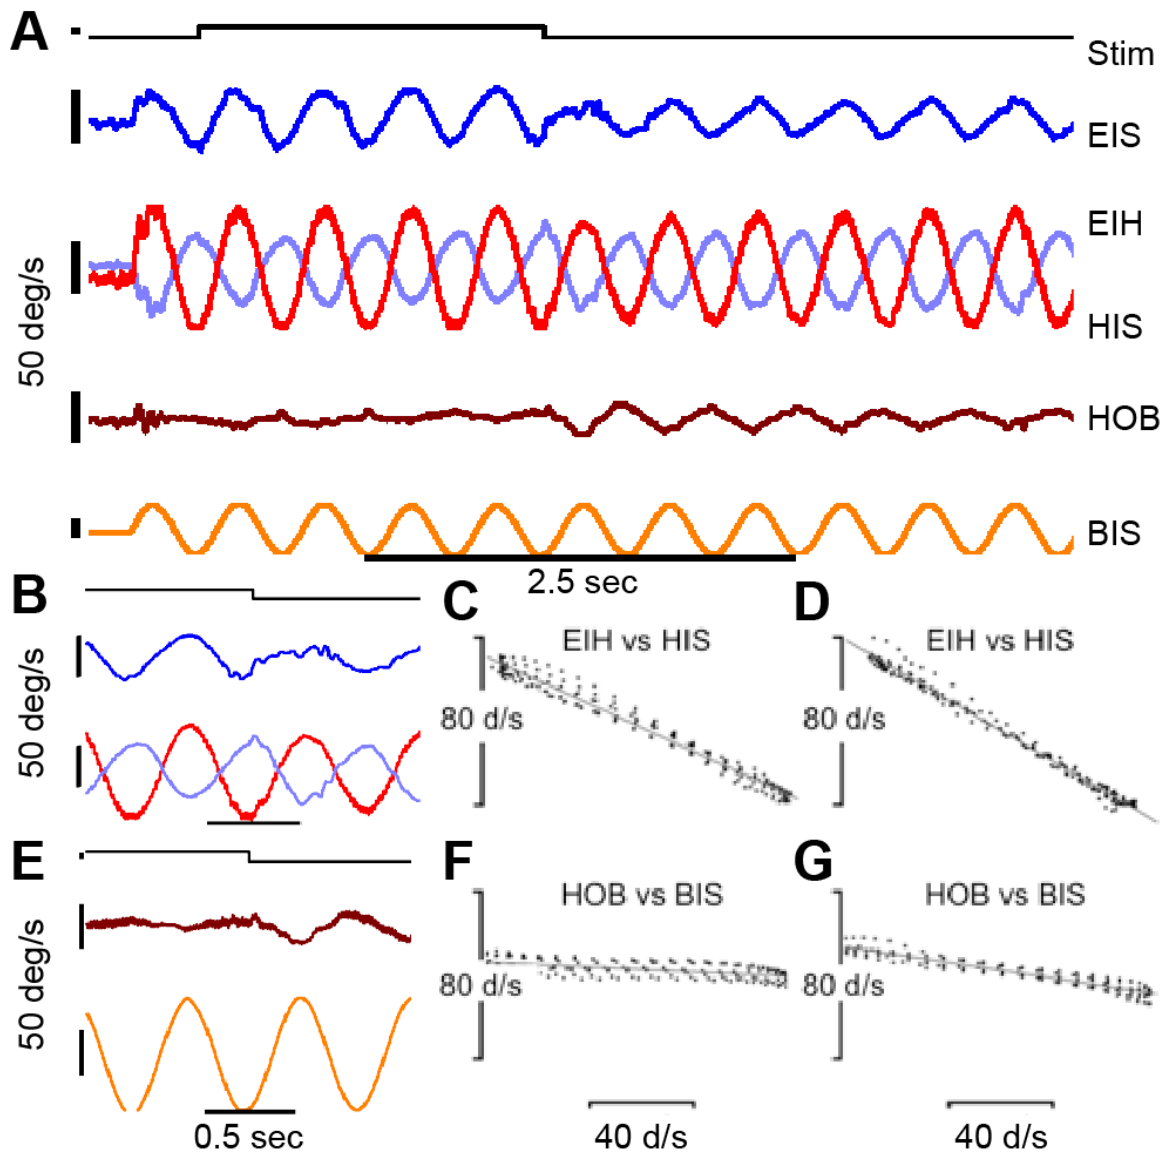 A
Stim
EIS
EIH
50 deg/s
HIS
HOB
BIS
2.5 sec
B
C
D
EIH vs HIS
EIH vs HIS
50 deg/s
80 d/s
80 d/s
E
F
G
HOB vs BIS
HOB vs BIS
50 deg/s
80 d/s
80 d/s
0.5 sec
40 d/s
40 d/s